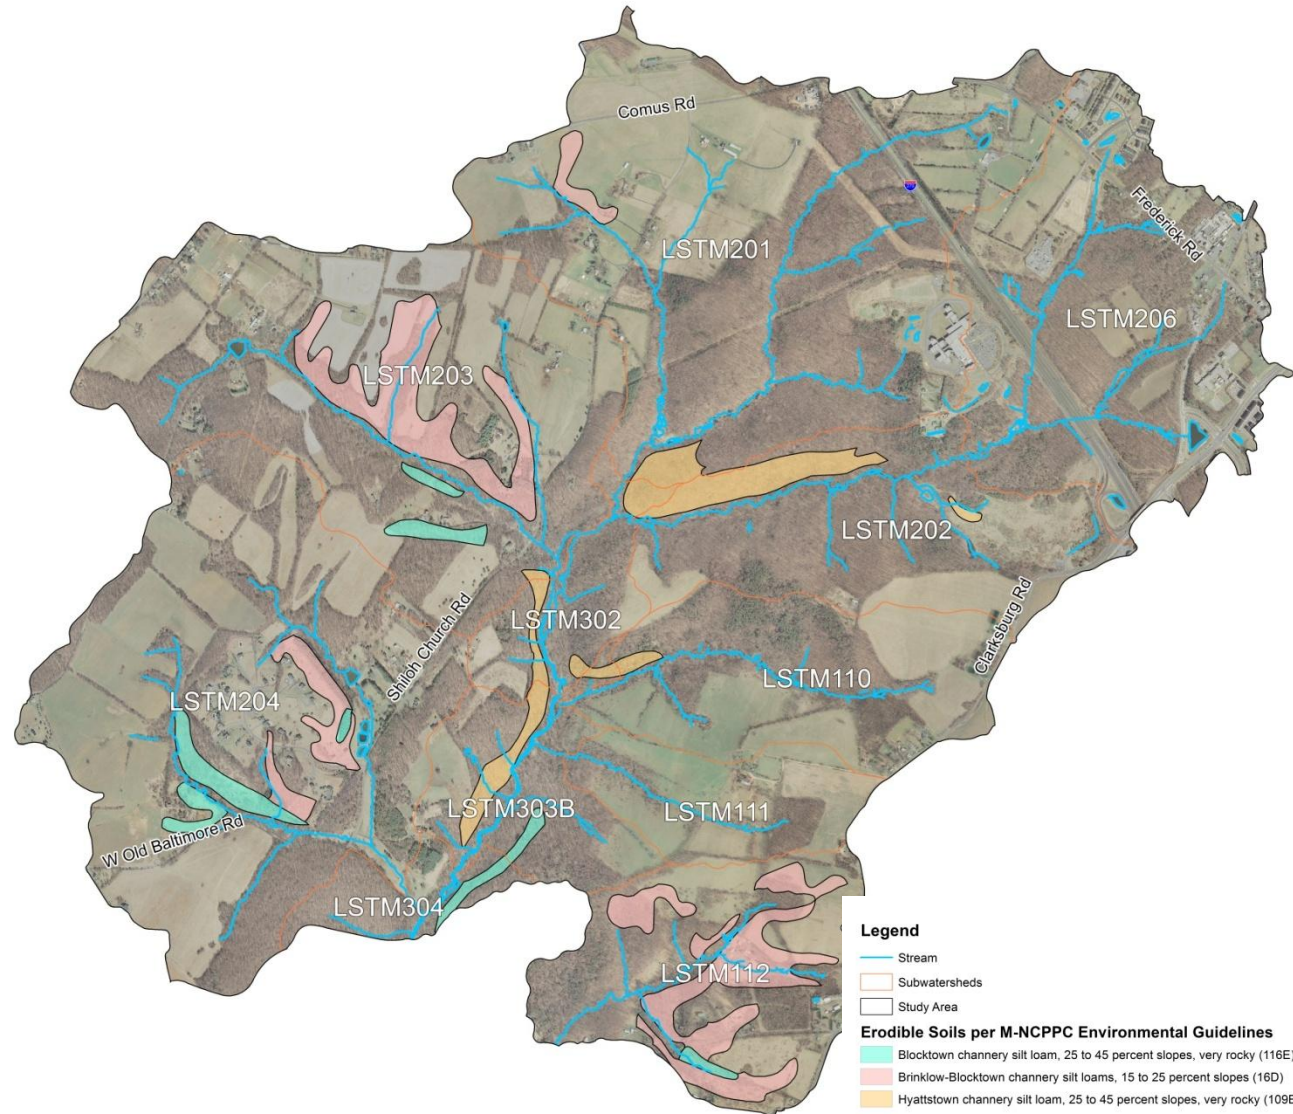 Comus Rd
LSTM201
Frederick Rd
LSTM206
LSTM203
LSTM202
Clarksburg Rd
LSTM302
Shiloh Church Rd
LSTM110
LSTM204
LSTM303B
LSTM111
W Old Baltimore Rd
LSTM304
LSTM112
Legend
Stream
Subwatersheds
Study Area
Erodible Soils per M-NCPPC Environmental Guidelines
Blocktown channery silt loam, 25 to 45 percent slopes, very rocky (116E)
Brinklow-Blocktown channery silt loams, 15 to 25 percent slopes (16D)
Hyattstown channery silt loam, 25 to 45 percent slopes, very rocky (109E